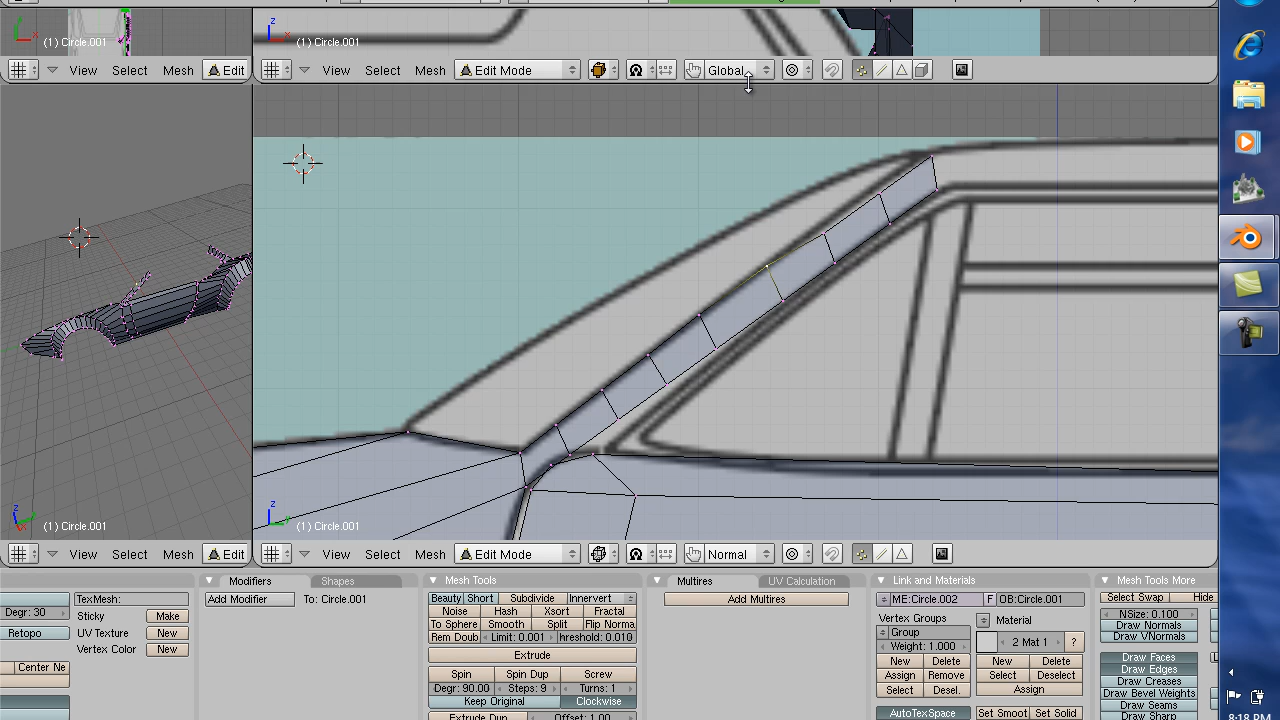 (1) Circle.001
(1) Circle.001
View Select Mesh Edit
View Select Mesh Edit Mode Global
z
(1) Circle.001
z
(1) Circle.001
View Select Mesh Edit
View Select Mesh Edit Mode Normal
Modifiers Shapes Mesh Tools Multires UV Calculation Link and Materials Mesh Tools More
TexMesh: Add Modifier To: Circle.001 Beauty Short Subdivide Innervert Add Multires ME:Circle.002 F OB:Circle.001 Select Swap Hide
Degr: 30 Sticky Make Noise Hash Xsort Fractal Vertex Groups Material NSize: 0.100
Retopo UV Texture New To Sphere Smooth Split Flip Norma Group 2 Mat 1 ? Draw Normals
Vertex Color New Rem Doub Limit: 0.001 hreshold: 0.010 Weight: 1.000 Draw VNormals
Center Ne Extrude New Delete New Delete Draw Faces
Spin Spin Dup Screw Assign Remove Select Deselect Draw Edges
Degr: 90.00 Steps: 9 Turns: 1 Select Desel. Assign Draw Creases
Keep Original Clockwise Draw Bevel Weights
Extrude Dup Offset: 1.00 AutoTexSpace Set Smoot Set Solid Draw Seams
Draw Sharp
8:18 PM